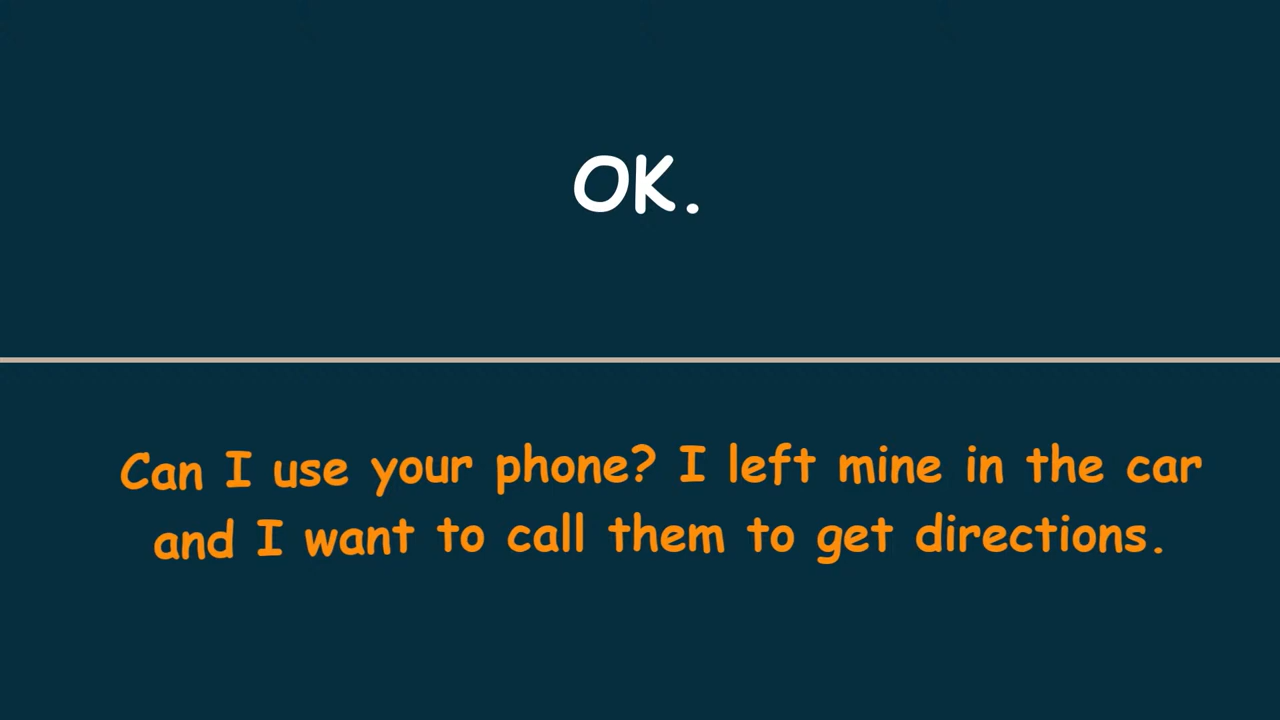 OK.
Can I use your phone? I left mine in the car
and I want to call them to get directions.